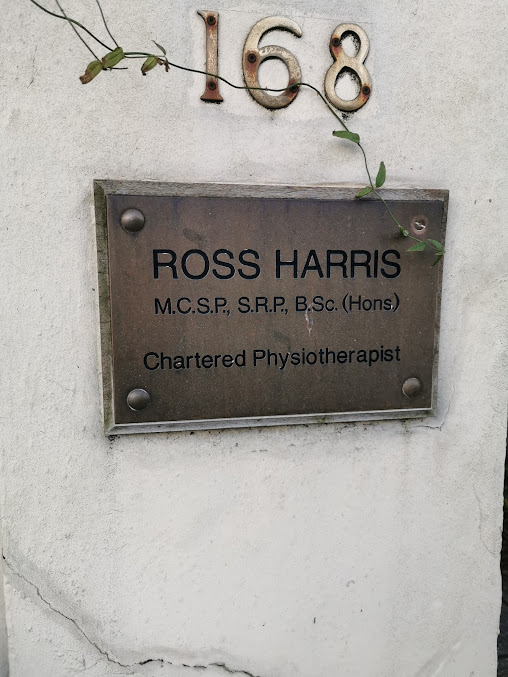 168
ROSS HARRIS
M.C.S.P., S.R.P., B.Sc. (Hons)
Chartered Physiotherapist